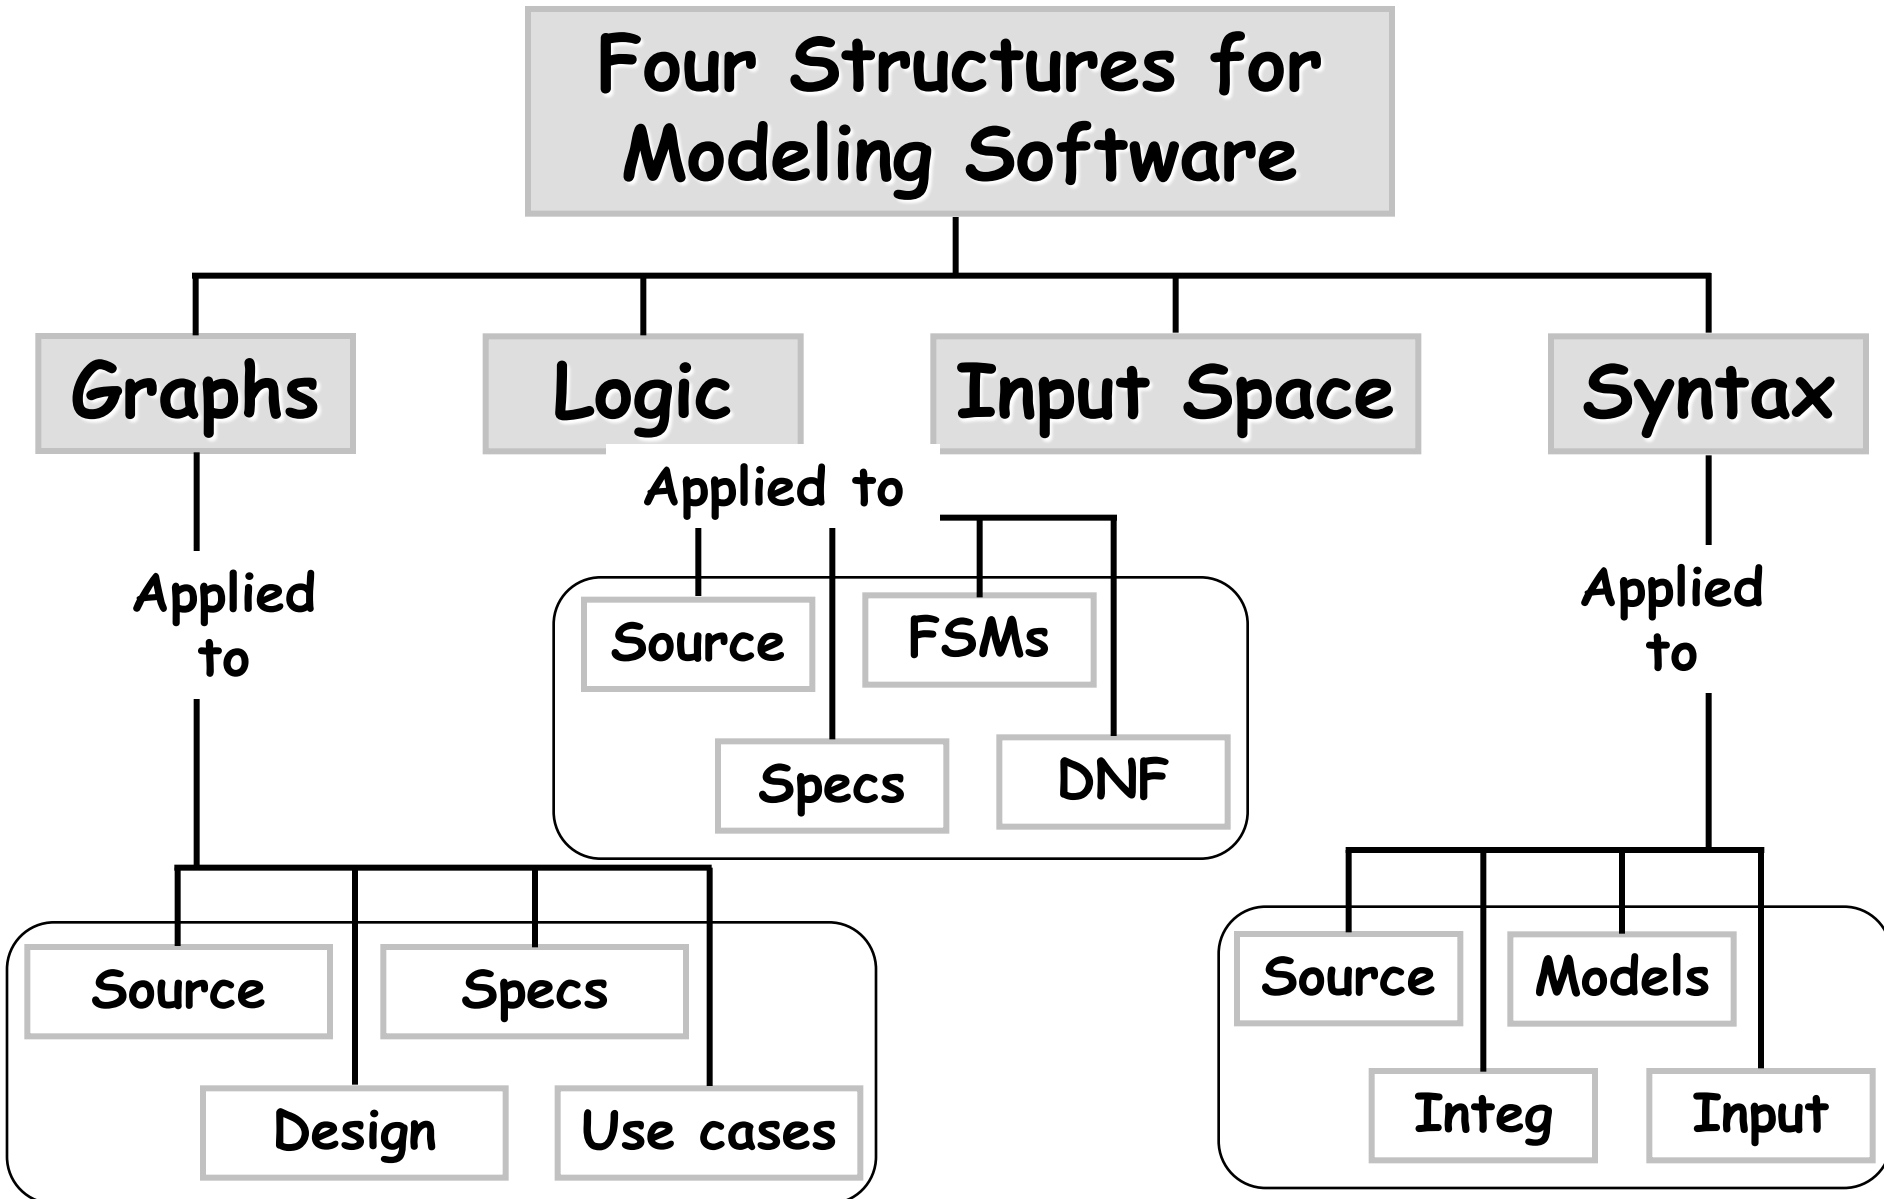 Four Structures for
Modeling Software
Graphs
Logic
Input Space
Syntax
Applied to
Applied
to
Applied
to
Source
FSMs
Specs
DNF
Source
Specs
Design
Use cases
Source
Models
Integ
Input